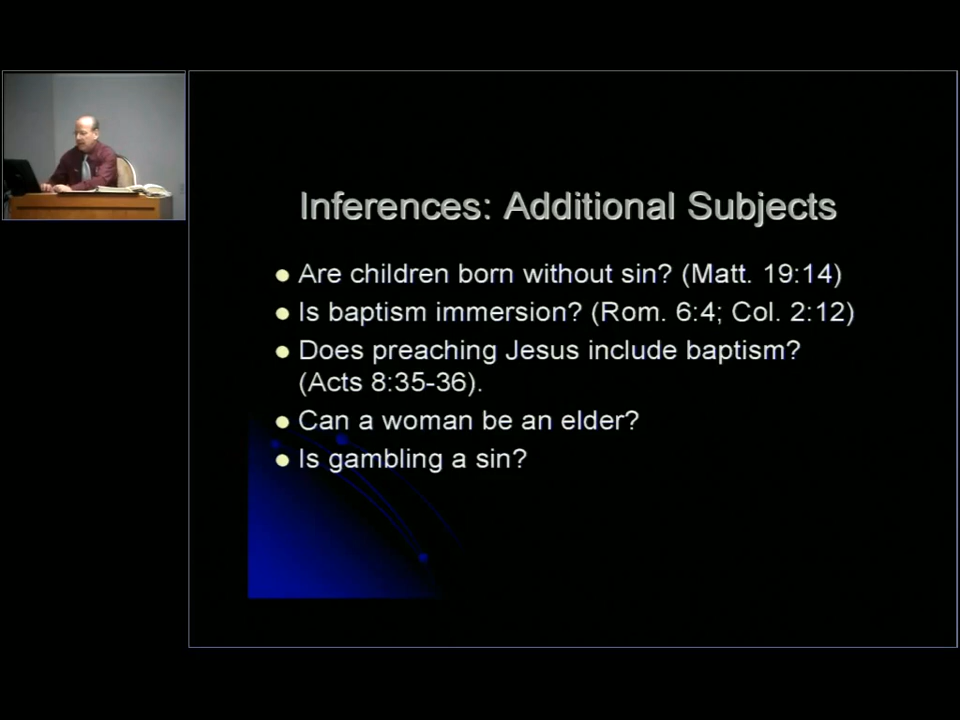 Inferences: Additional Subjects
Are children born without sin? (Matt. 19:14)
Is baptism immersion? (Rom. 6:4; Col. 2:12)
Does preaching Jesus include baptism?
(Acts 8:35-36).
Can a woman be an elder?
Is gambling a sin?